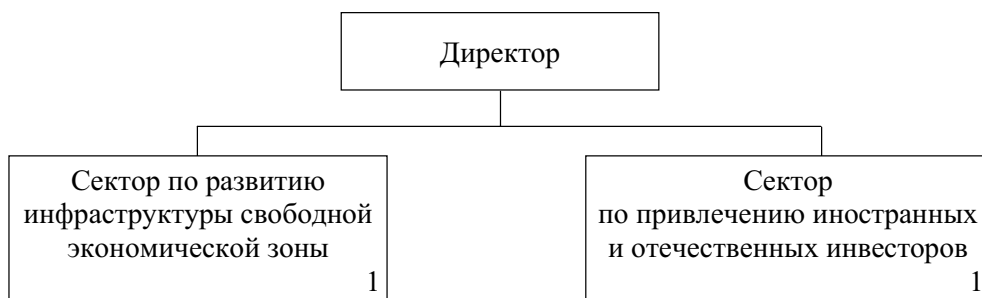 Директор
Сектор по развитию
инфраструктуры свободной
экономической зоны
1
Сектор
по привлечению иностранных
и отечественных инвесторов
1